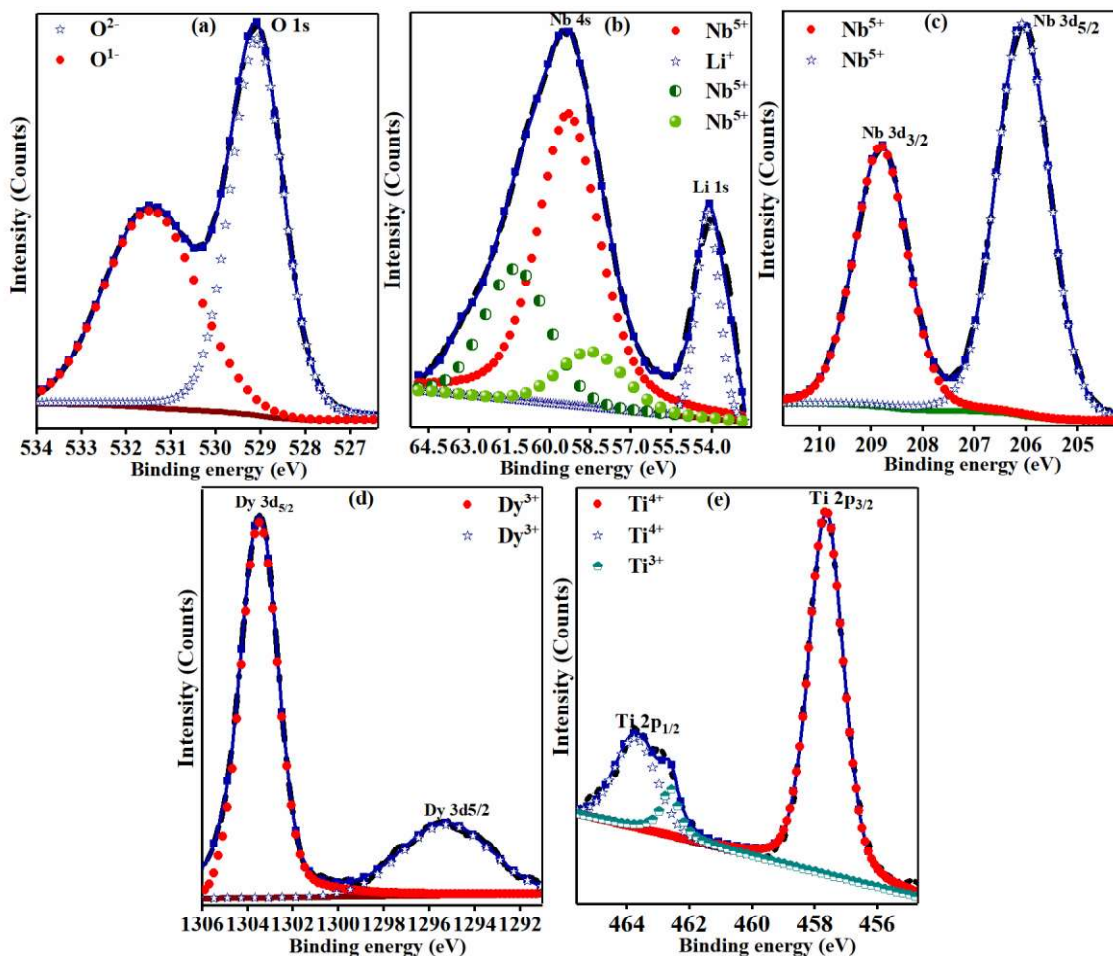 (a)
O 1s
O²⁻
O¹⁻
Intensity (Counts)
534 533 532 531 530 529 528 527
Binding energy (eV)
(b)
Nb 4s
Nb⁵⁺
Li⁺
Nb⁵⁺
Nb⁵⁺
Li 1s
Intensity (Counts)
64.5 63.0 61.5 60.0 58.5 57.0 55.5 54.0
Binding energy (eV)
(c)
Nb⁵⁺
Nb⁵⁺
Nb 3d₅/₂
Nb 3d₃/₂
Intensity (Counts)
210 209 208 207 206 205
Binding energy (eV)
(d)
Dy 3d₅/₂
Dy³⁺
Dy³⁺
Dy 3d5/2
Intensity (Counts)
1306 1304 1302 1300 1298 1296 1294 1292
Binding energy (eV)
(e)
Ti⁴⁺
Ti⁴⁺
Ti³⁺
Ti 2p₃/₂
Ti 2p₁/₂
Intensity (Counts)
464 462 460 458 456
Binding energy (eV)